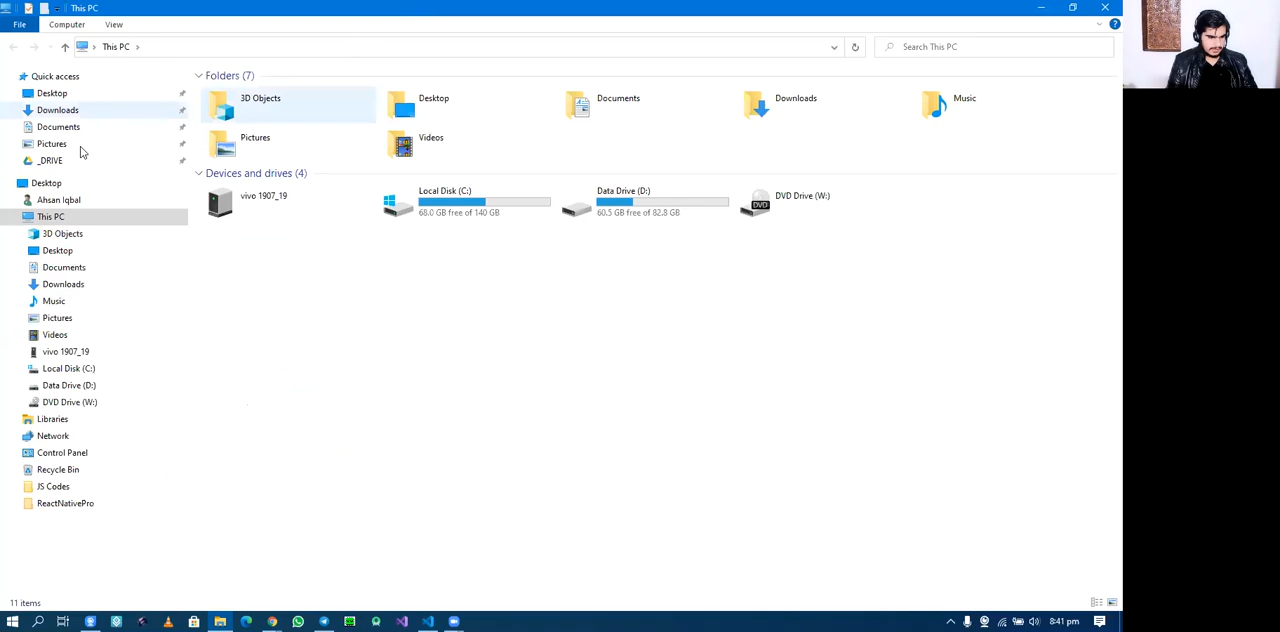 This PC
File
Computer
View
This PC
Search This PC
Quick access
Desktop
Downloads
Documents
Pictures
_DRIVE
Desktop
Ahsan Iqbal
This PC
3D Objects
Desktop
Documents
Downloads
Music
Pictures
Videos
vivo 1907_19
Local Disk (C:)
Data Drive (D:)
DVD Drive (W:)
Libraries
Network
Control Panel
Recycle Bin
JS Codes
ReactNativePro
Folders (7)
3D Objects
Desktop
Documents
Downloads
Music
Pictures
Videos
Devices and drives (4)
vivo 1907_19
Local Disk (C:)
68.0 GB free of 140 GB
Data Drive (D:)
60.5 GB free of 82.8 GB
DVD
DVD Drive (W:)
11 items
8:41 pm